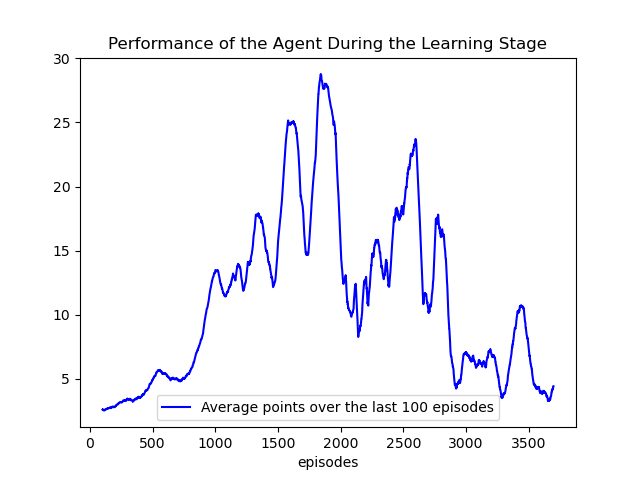 Performance of the Agent During the Learning Stage
30
25
20
15
10
5
Average points over the last 100 episodes
0 500 1000 1500 2000 2500 3000 3500
episodes